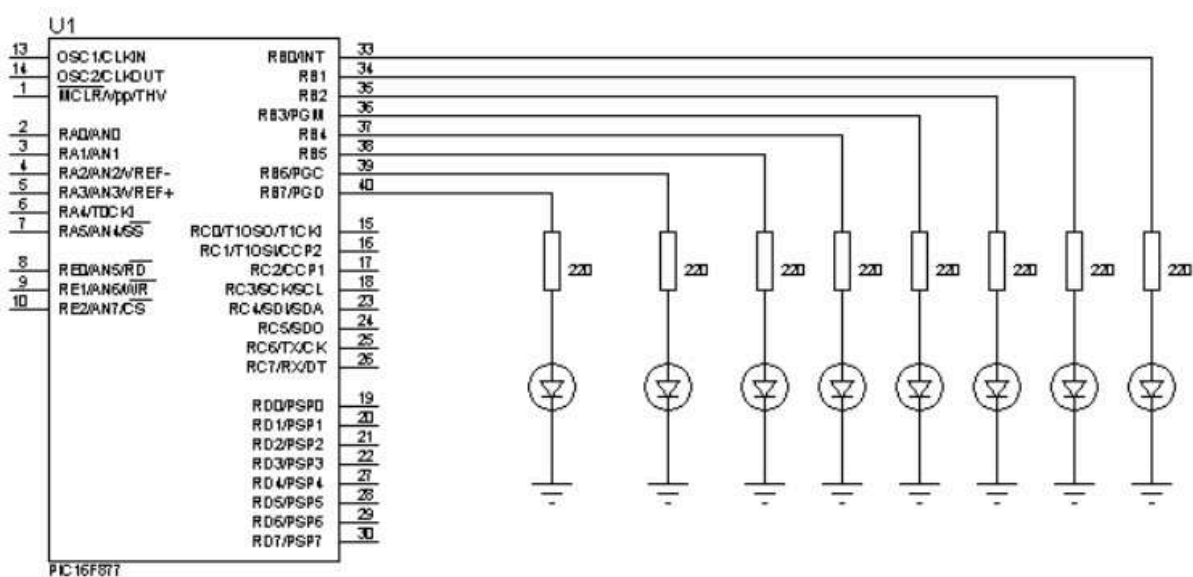 U1
13 OSC1/CLKIN
14 OSC2/CLKOUT
1 MCLR/Vpp/THV
2 RA0/AN0
3 RA1/AN1
4 RA2/AN2/VREF-
5 RA3/AN3/VREF+
6 RA4/T0CKI
7 RA5/AN4/SS
8 RE0/AN5/RD
9 RE1/AN6/WR
10 RE2/AN7/CS
RB0/INT 33
RB1 34
RB2 35
RB3/PGM 36
RB4 37
RB5 38
RB6/PGC 39
RB7/PGD 40
RC0/T1OSO/T1CKI 15
RC1/T1OSI/CCP2 16
RC2/CCP1 17
RC3/SCK/SCL 18
RC4/SDI/SDA 23
RC5/SDO 24
RC6/TX/CK 25
RC7/RX/DT 26
RD0/PSP0 19
RD1/PSP1 20
RD2/PSP2 21
RD3/PSP3 22
RD4/PSP4 27
RD5/PSP5 28
RD6/PSP6 29
RD7/PSP7 30
PIC16F877
220 220 220 220 220 220 220 220